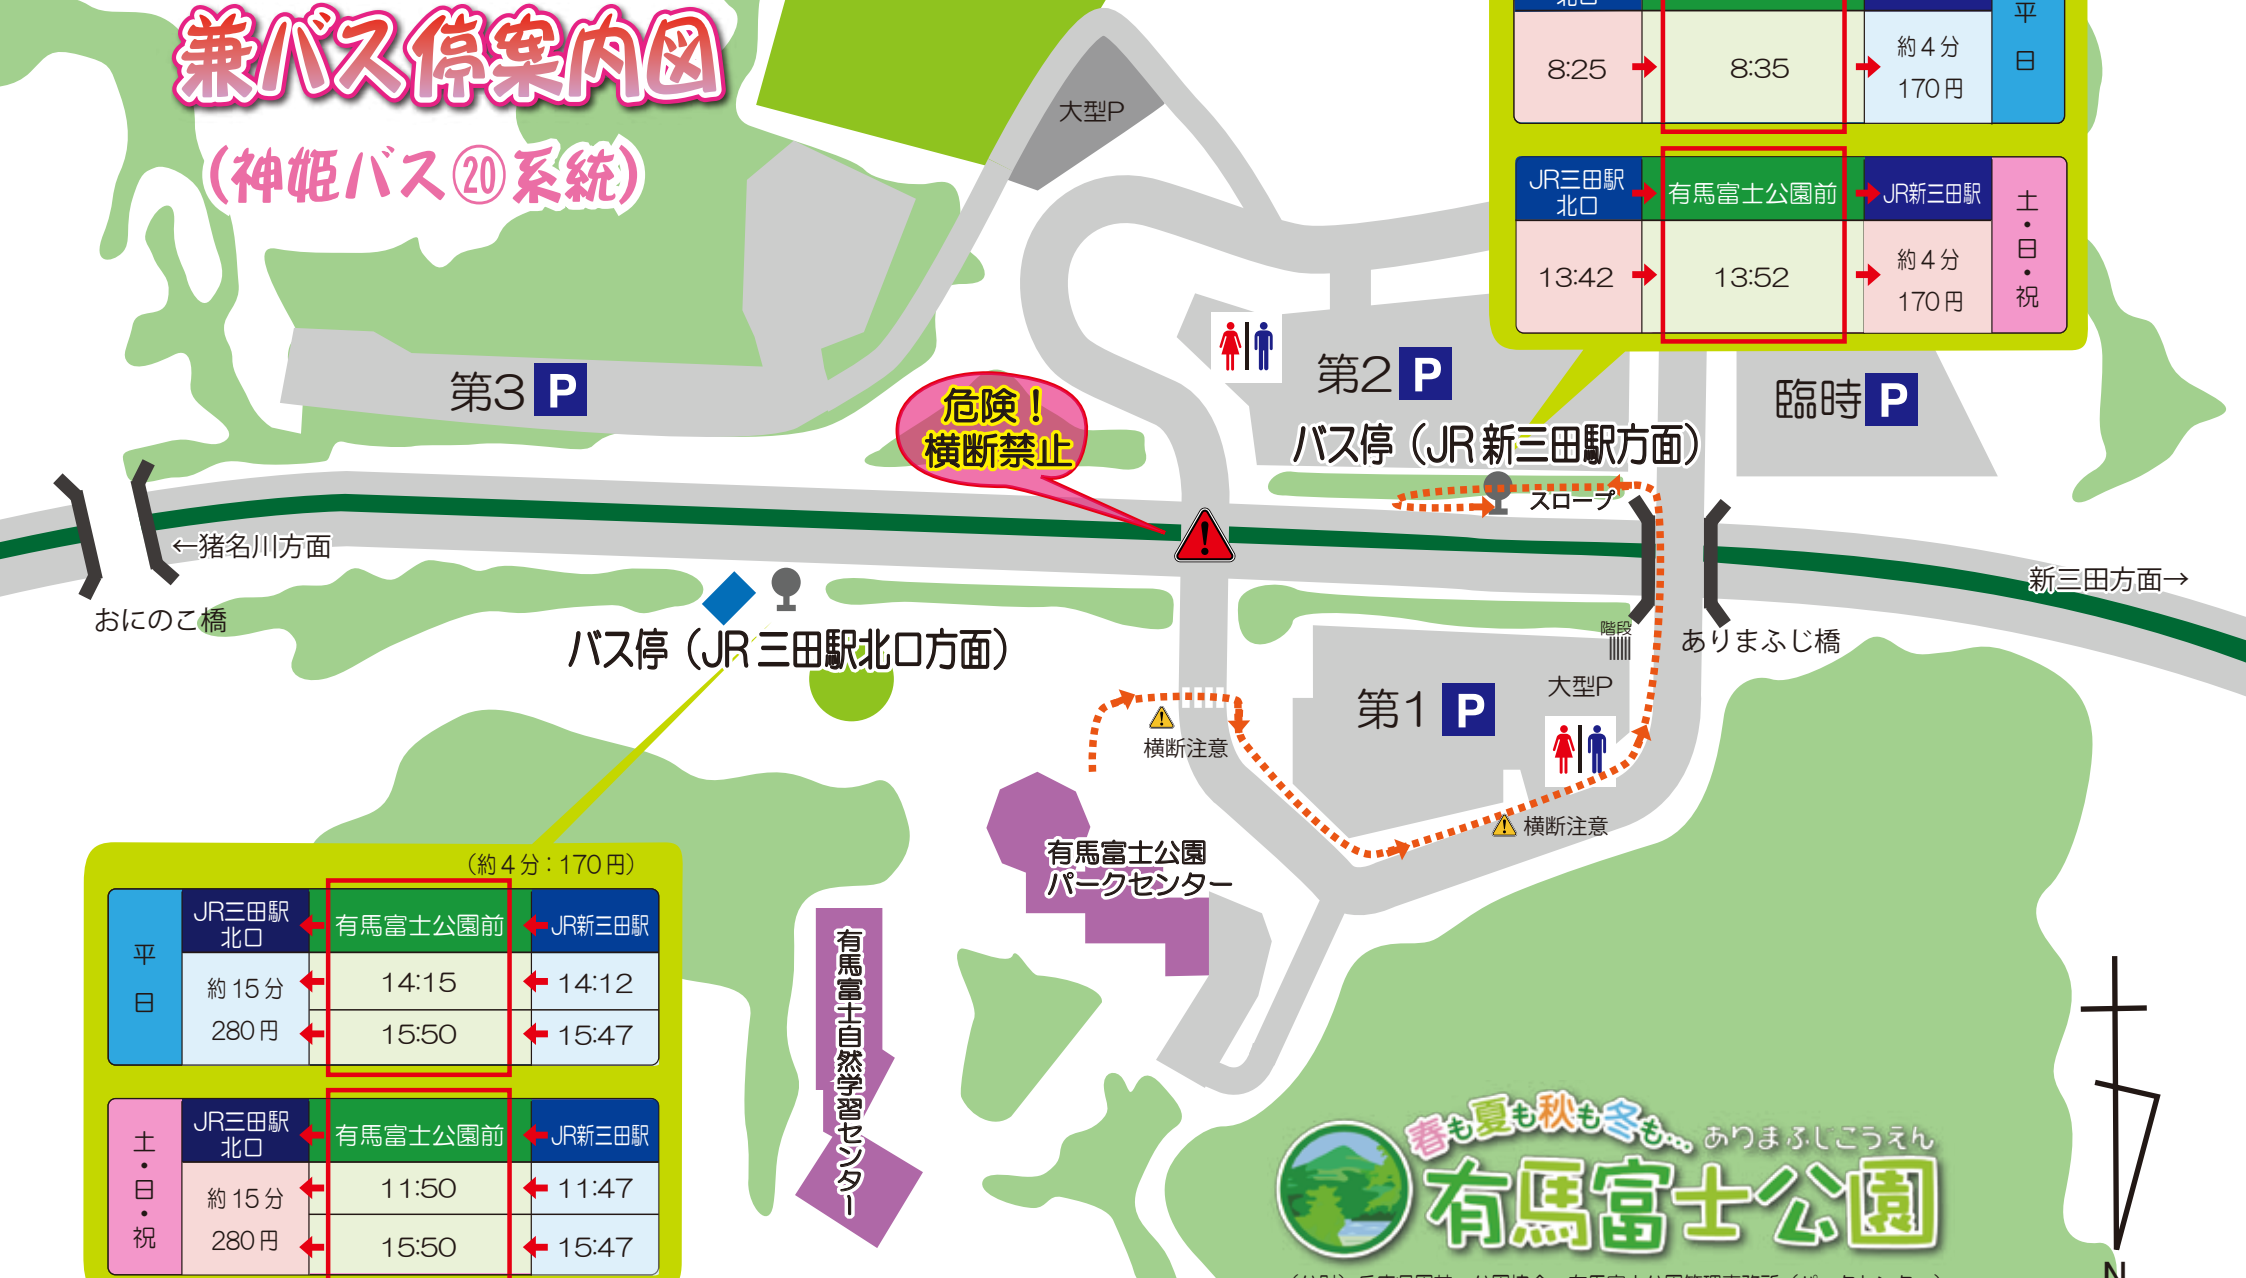 兼バス停案内図
(神姫バス⑳系統)
北口
平日
8:25
8:35
約4分
170円
JR三田駅
北口
有馬富士公園前
JR新三田駅
土・日・祝
13:42
13:52
約4分
170円
大型P
第3 P
第2 P
臨時 P
危険！
横断禁止
バス停（JR新三田駅方面）
スロープ
←猪名川方面
新三田方面→
おにのこ橋
ありまふじ橋
階段
バス停（JR三田駅北口方面）
第1 P
大型P
横断注意
横断注意
有馬富士公園
パークセンター
有馬富士自然学習センター
（約4分：170円）
平日
JR三田駅
北口
有馬富士公園前
JR新三田駅
約15分
280円
14:15
14:12
15:50
15:47
土・日・祝
JR三田駅
北口
有馬富士公園前
JR新三田駅
約15分
280円
11:50
11:47
15:50
15:47
春も夏も秋も冬も…
ありまふじこうえん
有馬富士公園
N